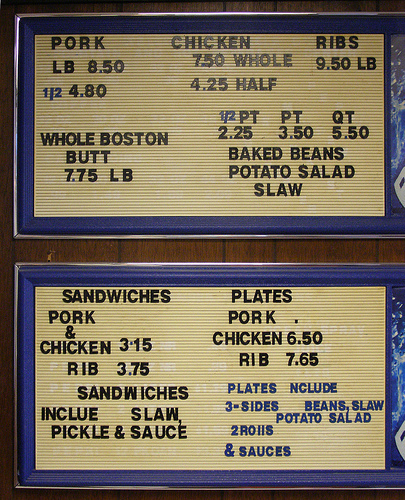 PORK CHICKEN RIBS
LB 8.50 7.50 WHOLE 9.50 LB
1/2 4.80 4.25 HALF
1/2 PT PT QT
2.25 3.50 5.50
WHOLE BOSTON BAKED BEANS
BUTT POTATO SALAD
7.75 LB SLAW
SANDWICHES PLATES
PORK PORK .
&
CHICKEN 3.15 CHICKEN 6.50
RIB 3.75 RIB 7.65
SANDWICHES PLATES NCLUDE
INCLUE SLAW, 3-SIDES BEANS, SLAW
POTATO SALAD
PICKLE & SAUCE 2 ROIIS
& SAUCES